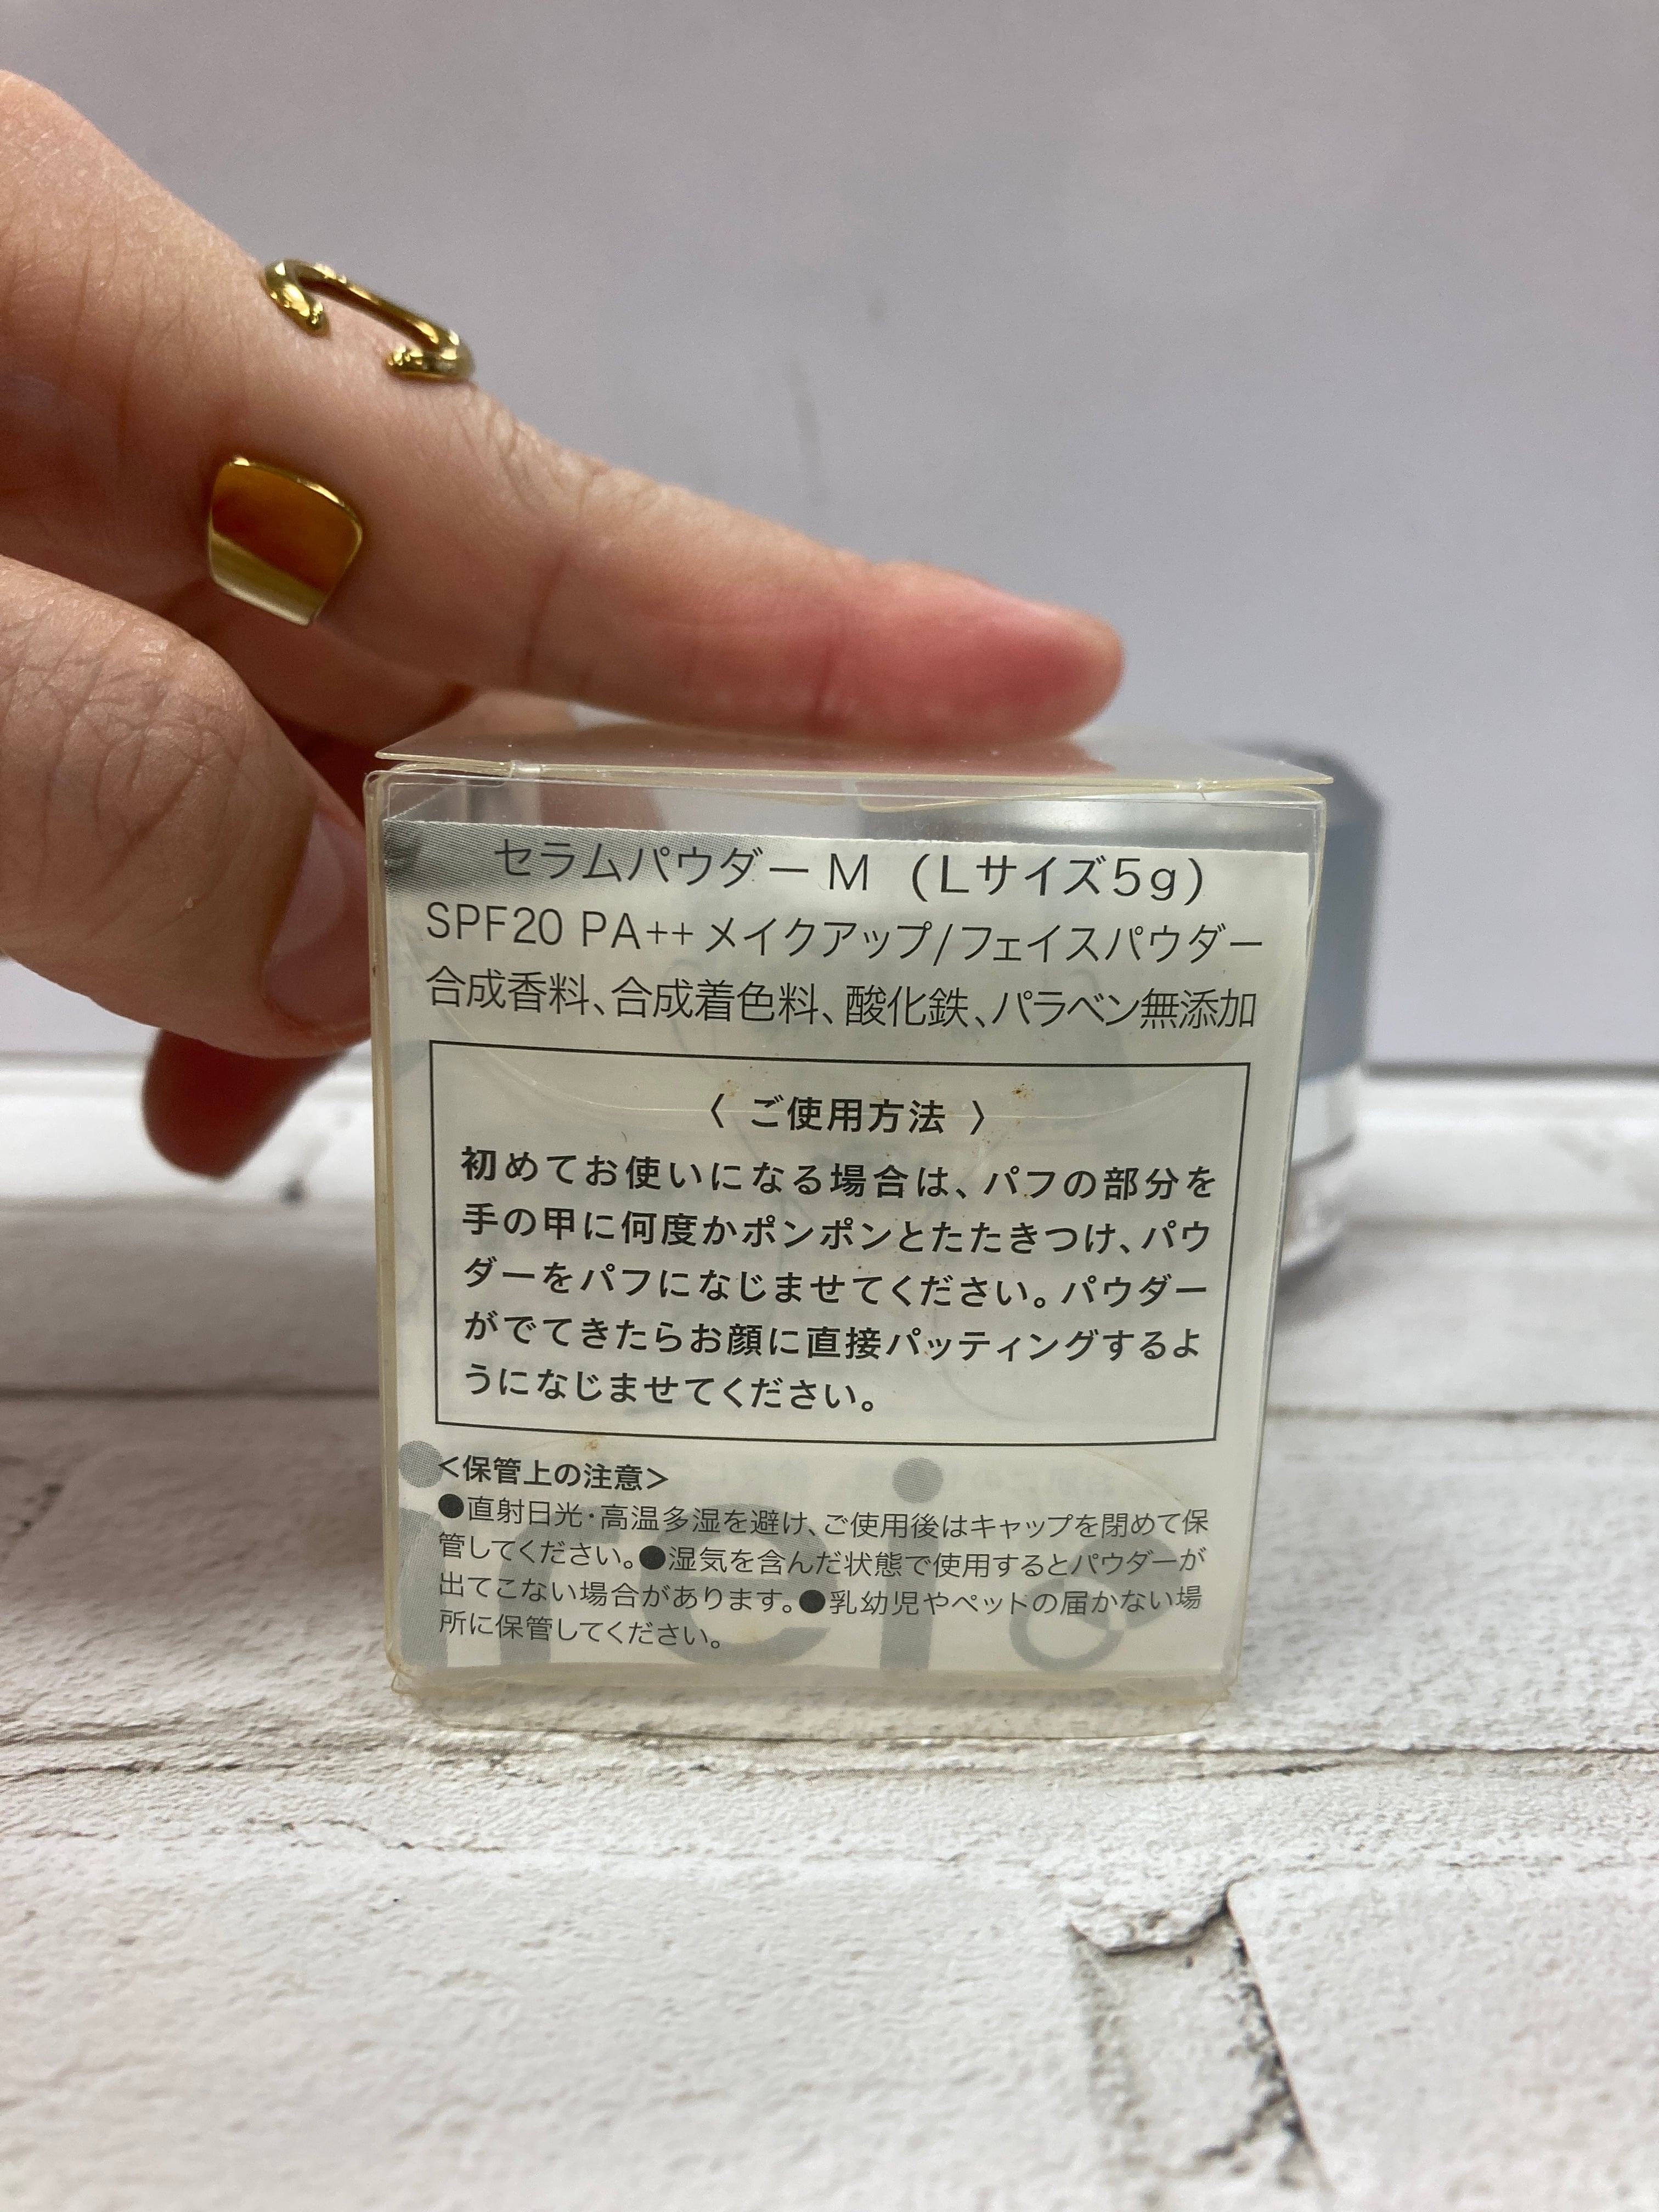 セラムパウダーM (Lサイズ5g)
SPF20 PA++メイクアップ/フェイスパウダー
合成香料、合成着色料、酸化鉄、パラベン無添加
〈 ご使用方法 〉
初めてお使いになる場合は、パフの部分を
手の甲に何度かポンポンとたたきつけ、パウ
ダーをパフになじませてください。パウダー
がでてきたらお顔に直接パッティングするよ
うになじませてください。
<保管上の注意>
●直射日光・高温多湿を避け、ご使用後はキャップを閉めて保
管してください。●湿気を含んだ状態で使用するとパウダーが
出てこない場合があります。●乳幼児やペットの届かない場
所に保管してください。